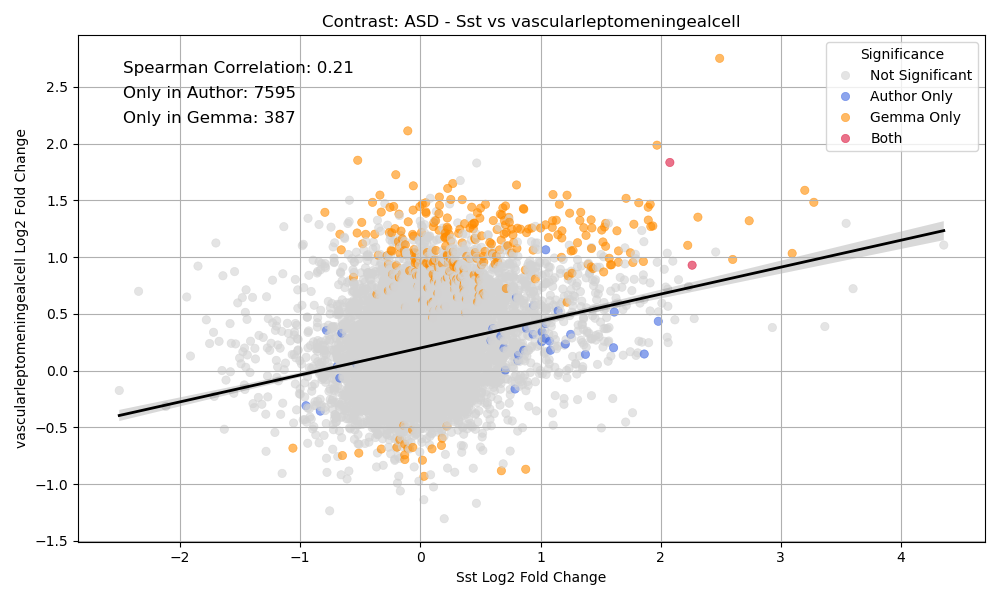 Contrast: ASD - Sst vs vascularleptomeningealcell
Spearman Correlation: 0.21
Only in Author: 7595
Only in Gemma: 387
Significance
Not Significant
Author Only
Gemma Only
Both
vascularleptomeningealcell Log2 Fold Change
2.5
2.0
1.5
1.0
0.5
0.0
−0.5
−1.0
−1.5
−2
−1
0
1
2
3
4
Sst Log2 Fold Change